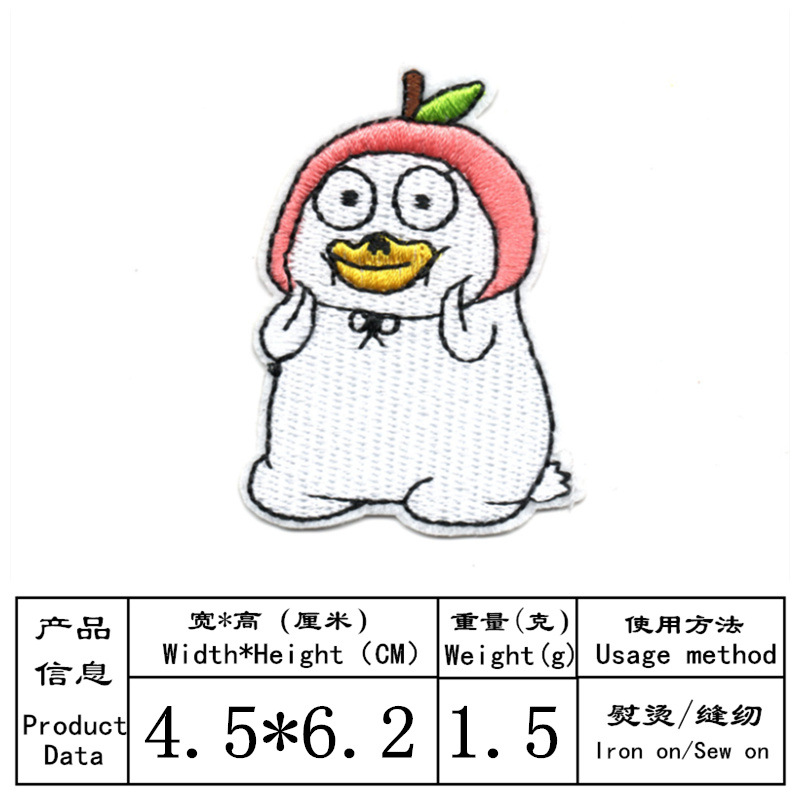 产品
信息
Product
Data
宽*高 (厘米)
Width*Height (CM)
重量(克)
Weight(g)
使用方法
Usage method
4.5*6.2
1.5
熨烫/缝纫
Iron on/Sew on